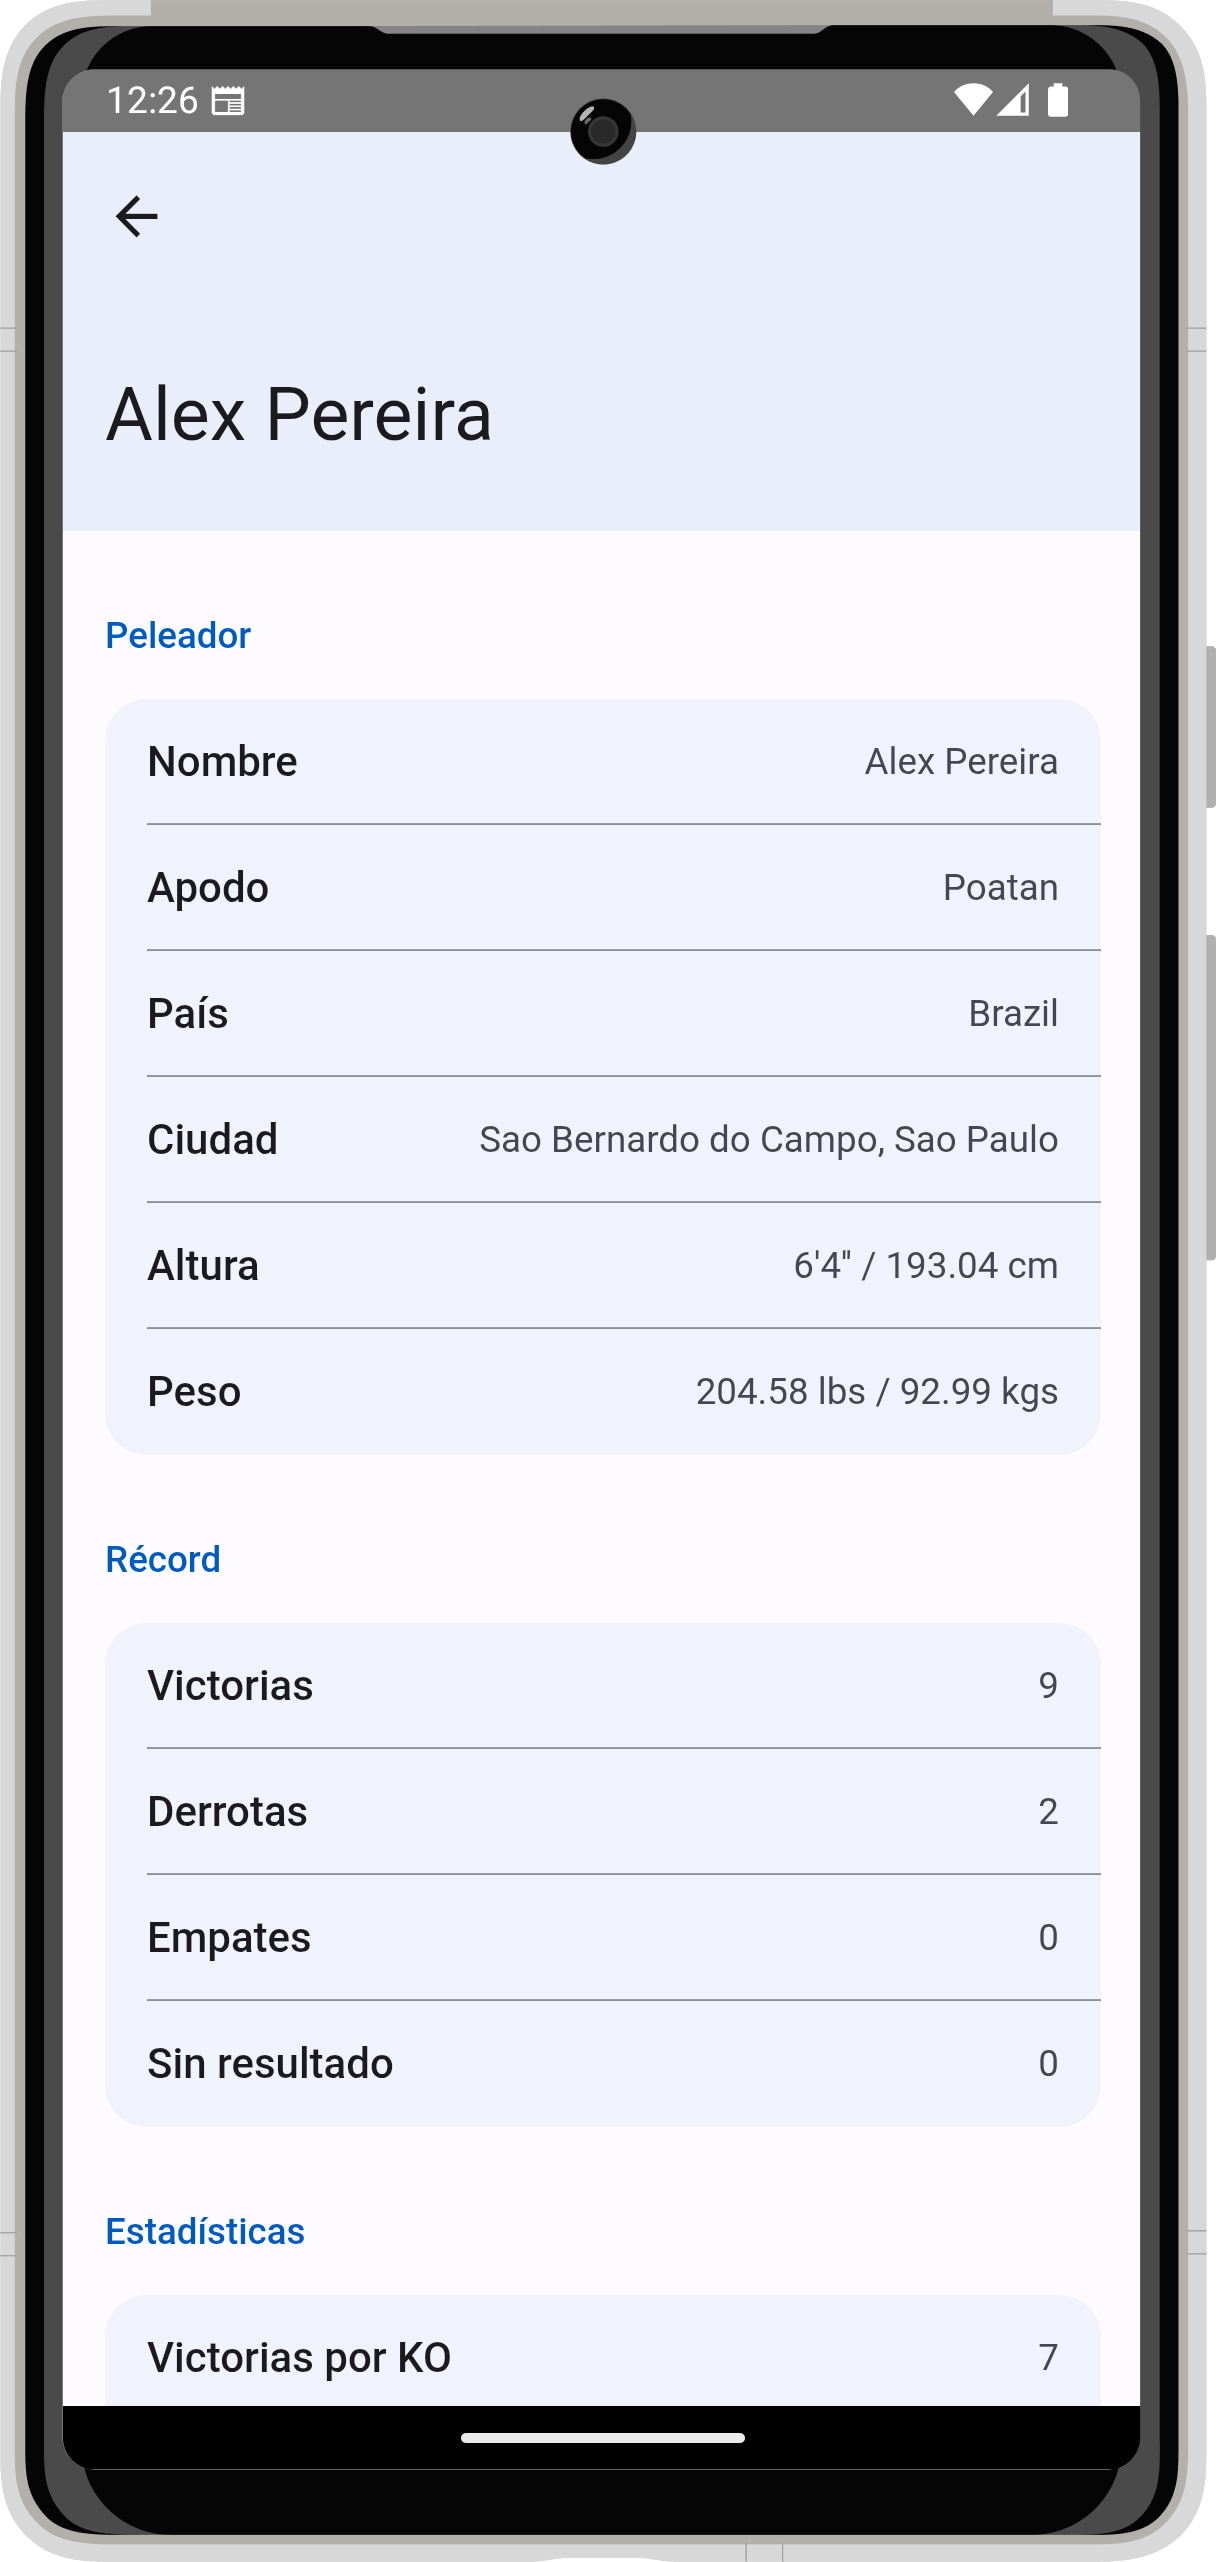 12:26
Alex Pereira
Peleador
Nombre Alex Pereira
Apodo Poatan
País Brazil
Ciudad Sao Bernardo do Campo, Sao Paulo
Altura 6'4" / 193.04 cm
Peso 204.58 lbs / 92.99 kgs
Récord
Victorias 9
Derrotas 2
Empates 0
Sin resultado 0
Estadísticas
Victorias por KO 7